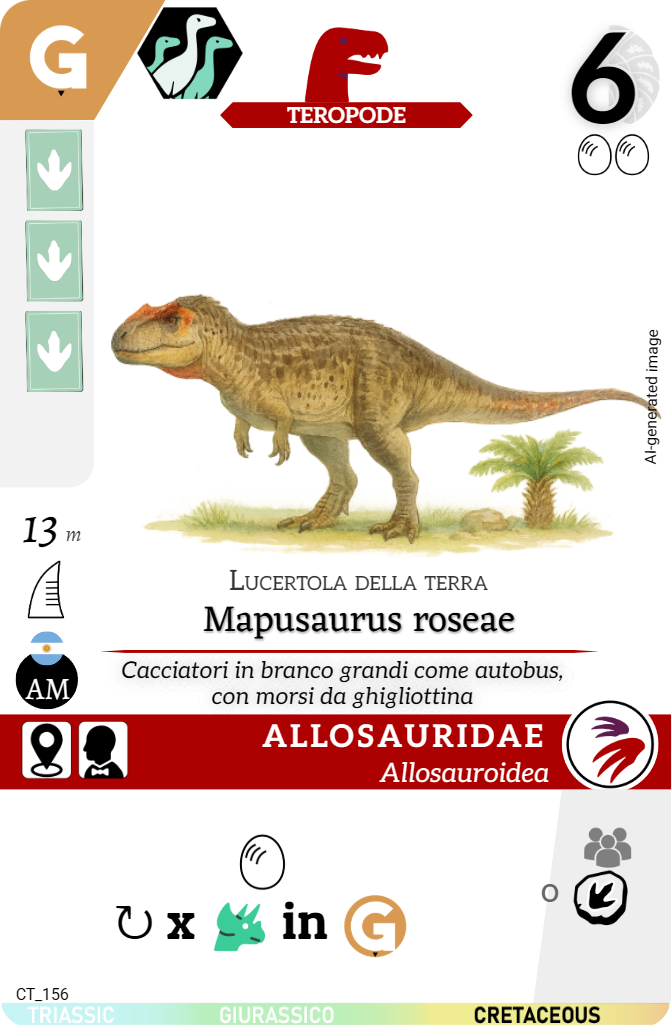 G
6
TEROPODE
AI-generated image
13 m
AM
Lucertola della terra
Mapusaurus roseae
Cacciatori in branco grandi come autobus,
con morsi da ghigliottina
ALLOSAURIDAE
Allosauroidea
O
x in G
CT_156
TRIASSIC GIURASSICO CRETACEOUS